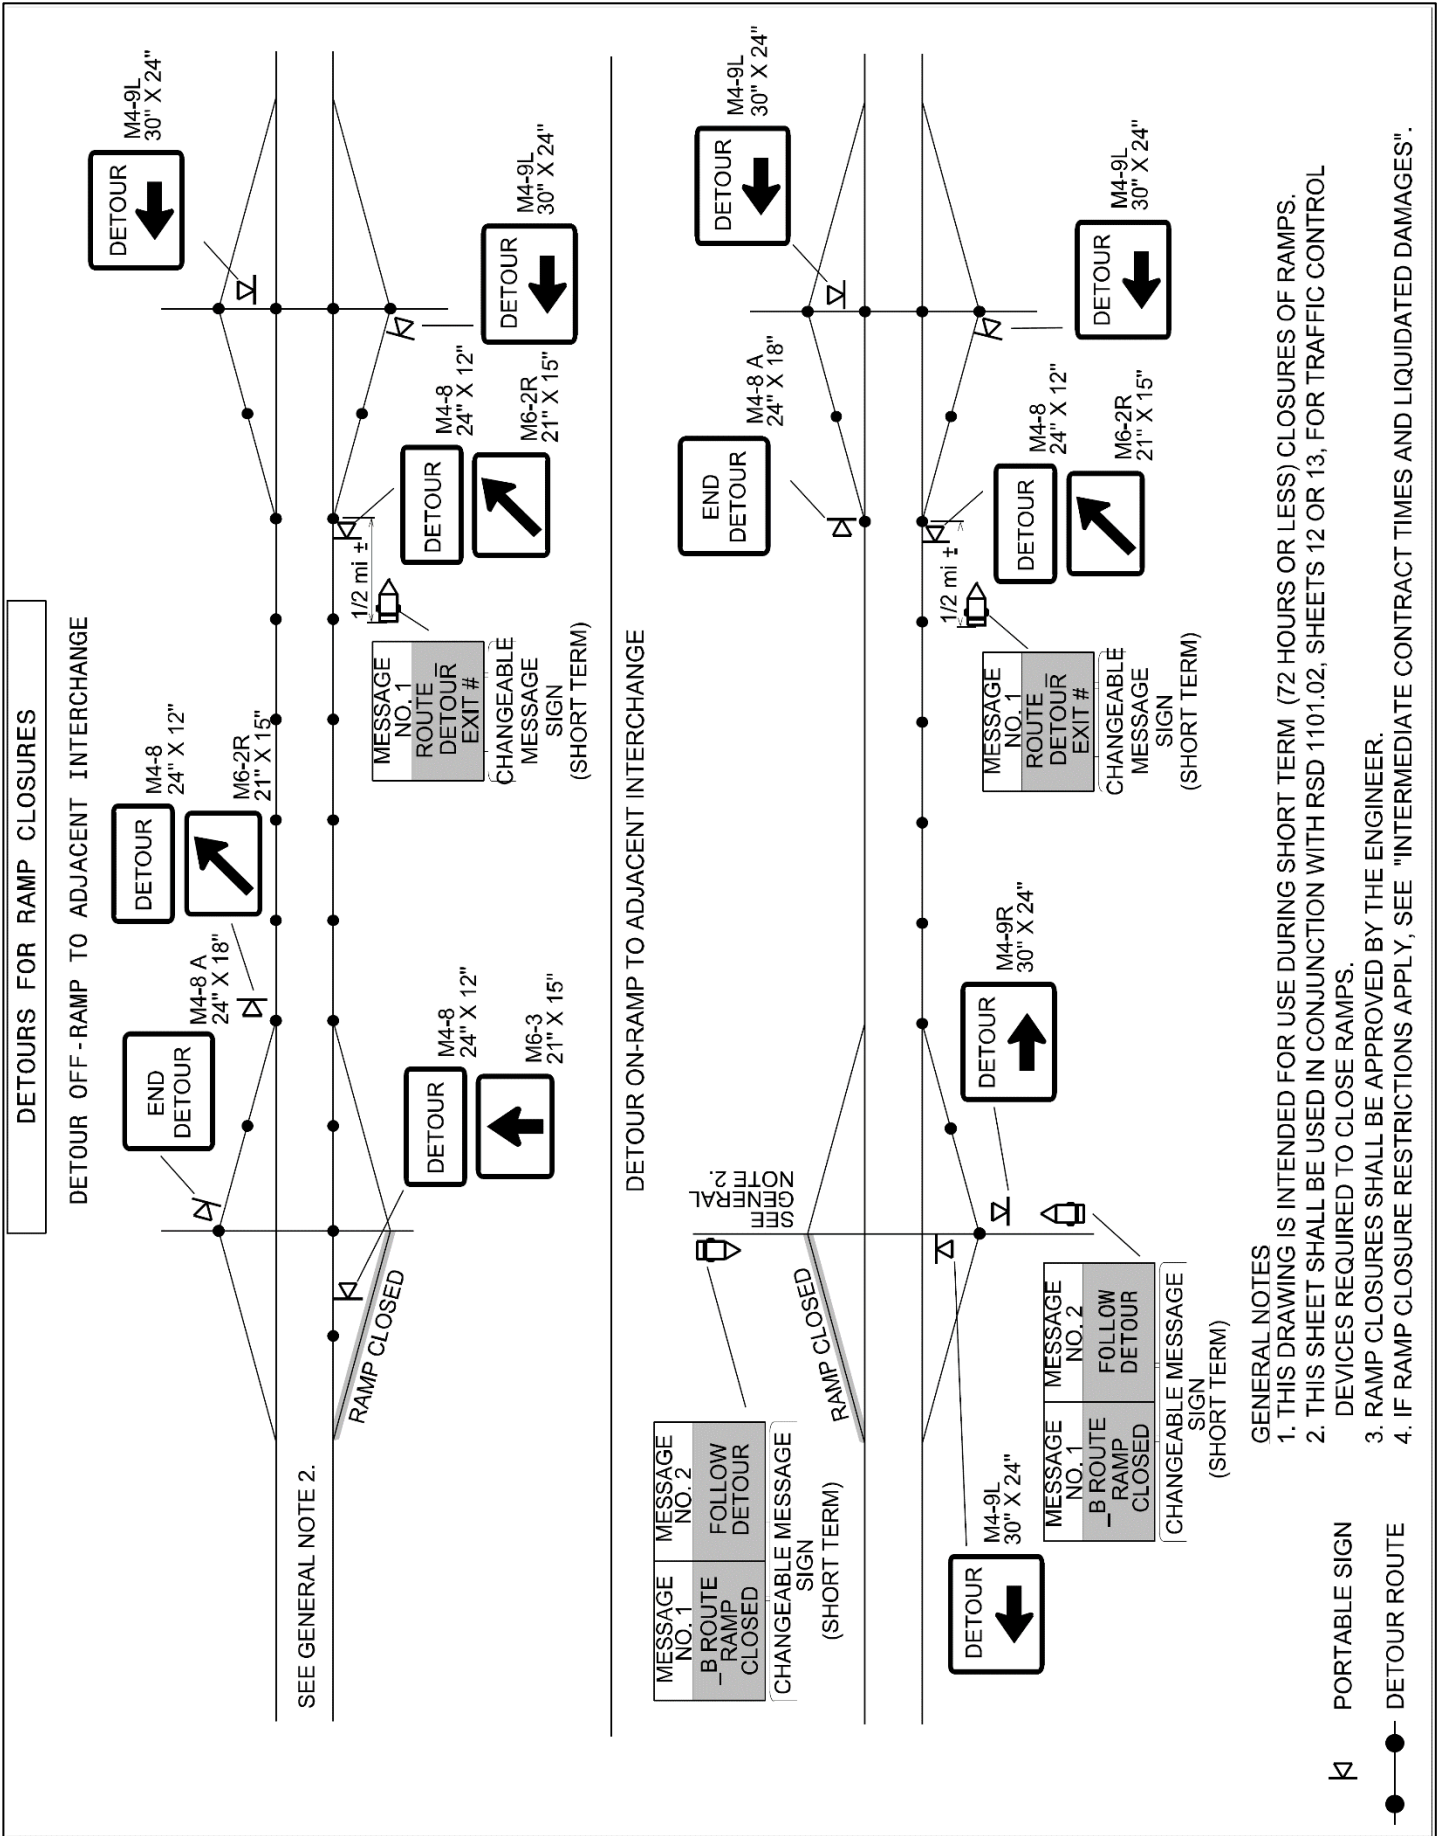 DETOURS FOR RAMP CLOSURES
DETOUR OFF-RAMP TO ADJACENT INTERCHANGE
SEE GENERAL NOTE 2.
RAMP CLOSED
END
DETOUR
M4-8 A
24" X 18"
DETOUR
M4-8
24" X 12"
M6-3
21" X 15"
DETOUR
M4-8
24" X 12"
M6-2R
21" X 15"
MESSAGE
NO. 1
ROUTE
DETOUR
EXIT #_
CHANGEABLE
MESSAGE
SIGN
(SHORT TERM)
1/2 mi ±
DETOUR
M4-8
24" X 12"
M6-2R
21" X 15"
DETOUR
M4-9L
30" X 24"
DETOUR
M4-9L
30" X 24"
DETOUR ON-RAMP TO ADJACENT INTERCHANGE
MESSAGE
NO. 1
_ B ROUTE
RAMP
CLOSED
MESSAGE
NO. 2
FOLLOW
DETOUR
CHANGEABLE MESSAGE
SIGN
(SHORT TERM)
RAMP CLOSED
SEE
GENERAL
NOTE 2.
DETOUR
M4-9L
30" X 24"
MESSAGE
NO. 1
_ B ROUTE
RAMP
CLOSED
MESSAGE
NO. 2
FOLLOW
DETOUR
CHANGEABLE MESSAGE
SIGN
(SHORT TERM)
DETOUR
M4-9R
30" X 24"
MESSAGE
NO. 1
ROUTE
DETOUR
EXIT #_
CHANGEABLE
MESSAGE
SIGN
(SHORT TERM)
1/2 mi ±
END
DETOUR
M4-8 A
24" X 18"
DETOUR
M4-8
24" X 12"
M6-2R
21" X 15"
DETOUR
M4-9L
30" X 24"
DETOUR
M4-9L
30" X 24"
PORTABLE SIGN
DETOUR ROUTE
GENERAL NOTES
1. THIS DRAWING IS INTENDED FOR USE DURING SHORT TERM (72 HOURS OR LESS) CLOSURES OF RAMPS.
2. THIS SHEET SHALL BE USED IN CONJUNCTION WITH RSD 1101.02, SHEETS 12 OR 13, FOR TRAFFIC CONTROL
DEVICES REQUIRED TO CLOSE RAMPS.
3. RAMP CLOSURES SHALL BE APPROVED BY THE ENGINEER.
4. IF RAMP CLOSURE RESTRICTIONS APPLY, SEE "INTERMEDIATE CONTRACT TIMES AND LIQUIDATED DAMAGES".